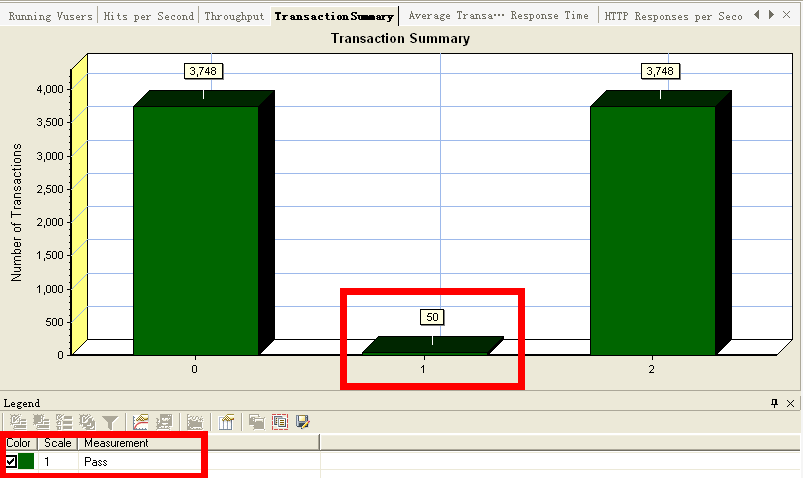 Running Vusers Hits per Second Throughput Transaction Summary Average Transa··· Response Time HTTP Responses per Seco
Transaction Summary
Number of Transactions
4,000
3,500
3,000
2,500
2,000
1,500
1,000
500
0
3,748
50
3,748
0 1 2
Legend
Color Scale Measurement
1 Pass